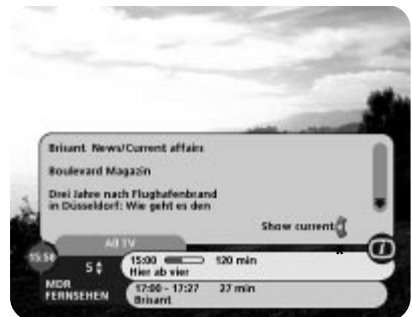 Brisant News/Current affairs
Boulevard Magazin
Drei Jahre nach Flughafenbrand
in Düsseldorf: Wie geht es den
Show current
All TV
15:58
5
15:00 120 min
Hier ab vier
MDR
FERNSEHEN
17:00 - 17:27 27 min
Brisant
i